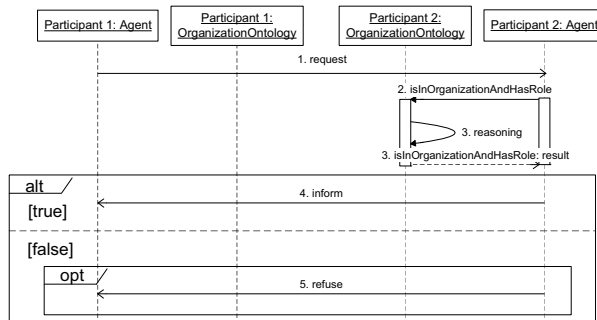 Participant 1: Agent
Participant 1:
OrganizationOntology
Participant 2:
OrganizationOntology
Participant 2: Agent
1. request
2. isInOrganizationAndHasRole
3. reasoning
3. isInOrganizationAndHasRole: result
alt
4. inform
[true]
[false]
opt
5. refuse